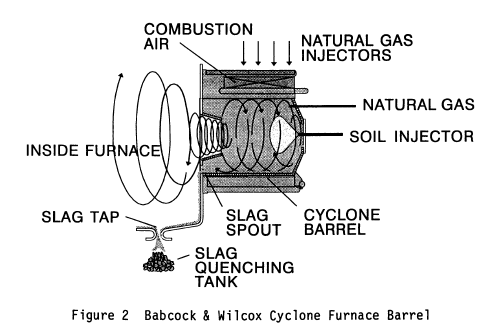 COMBUSTION
AIR
NATURAL GAS
INJECTORS
NATURAL GAS
SOIL INJECTOR
INSIDE FURNACE
SLAG TAP
SLAG
SPOUT
CYCLONE
BARREL
SLAG
QUENCHING
TANK
Figure 2 Babcock & Wilcox Cyclone Furnace Barrel